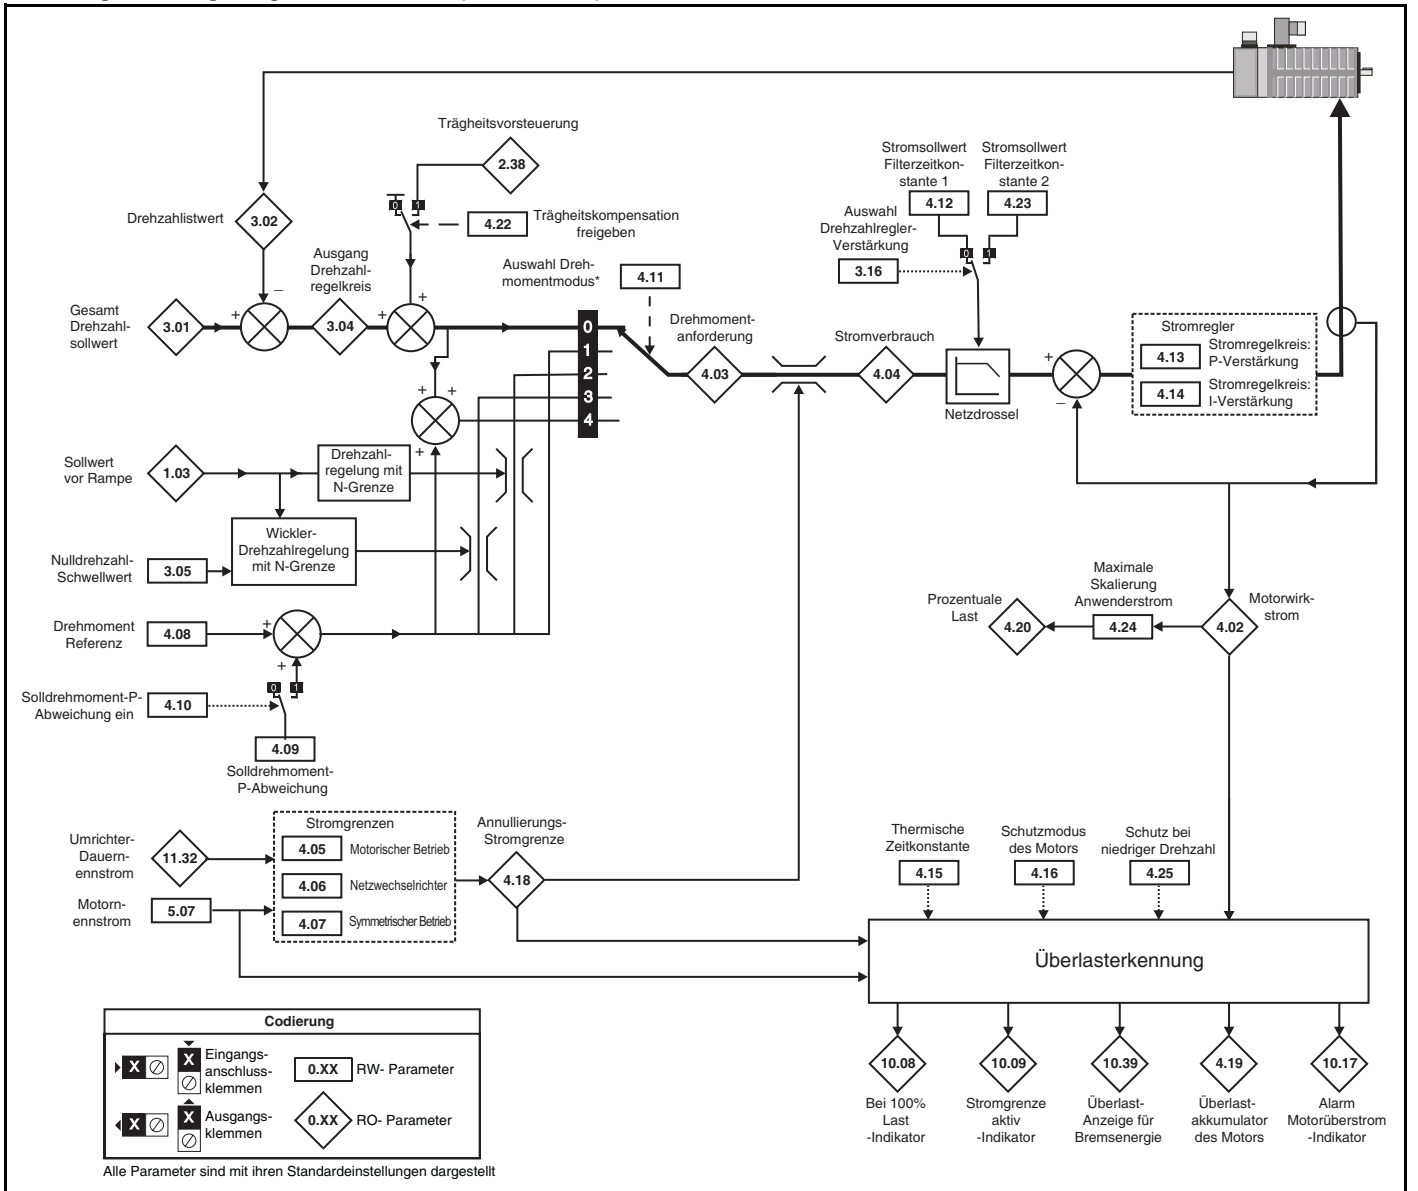 Trägheitsvorsteuerung
2.38
Drehzahlistwert
3.02
0
1
4.22
Trägheitskompensation
freigeben
Stromsollwert
Filterzeitkon-
stante 1
Stromsollwert
Filterzeitkon-
stante 2
4.12
4.23
Auswahl
Drehzahlregler-
Verstärkung
3.16
0
1
Ausgang
Drehzahl-
regelkreis
Auswahl Dreh-
momentmodus*
4.11
Gesamt
Drehzahl-
sollwert
3.01
+
−
3.04
+
+
0
1
2
3
4
Drehmoment-
anforderung
4.03
Stromverbrauch
4.04
Netzdrossel
+
−
Stromregler
4.13
Stromregelkreis:
P-Verstärkung
4.14
Stromregelkreis:
I-Verstärkung
+
+
+
Sollwert
vor Rampe
1.03
Drehzahl-
regelung mit
N-Grenze
Wickler-
Drehzahlregelung
mit N-Grenze
Nulldrehzahl-
Schwellwert
3.05
Drehmoment
Referenz
4.08
+
+
Solldrehmoment-P-
Abweichung ein
4.10
0
1
4.09
Solldrehmoment-
P-Abweichung
Prozentuale
Last
4.20
Maximale
Skalierung
Anwenderstrom
4.24
4.02
Motorwirk-
strom
Umrichter-
Dauern-
ennstrom
11.32
Motorn-
ennstrom
5.07
Stromgrenzen
4.05
Motorischer Betrieb
4.06
Netzwechselrichter
4.07
Symmetrischer Betrieb
Annullierungs-
Stromgrenze
4.18
Thermische
Zeitkonstante
4.15
Schutzmodus
des Motors
4.16
Schutz bei
niedriger Drehzahl
4.25
Überlasterkennung
10.08
Bei 100%
Last
-Indikator
10.09
Stromgrenze
aktiv
-Indikator
10.39
Überlast-
Anzeige für
Bremsenergie
4.19
Überlast-
akkumulator
des Motors
10.17
Alarm
Motorüberstrom
-Indikator
Codierung
X
X
Eingangs-
anschluss-
klemmen
0.XX
RW- Parameter
X
X
Ausgangs-
klemmen
0.XX
RO- Parameter
Alle Parameter sind mit ihren Standardeinstellungen dargestellt